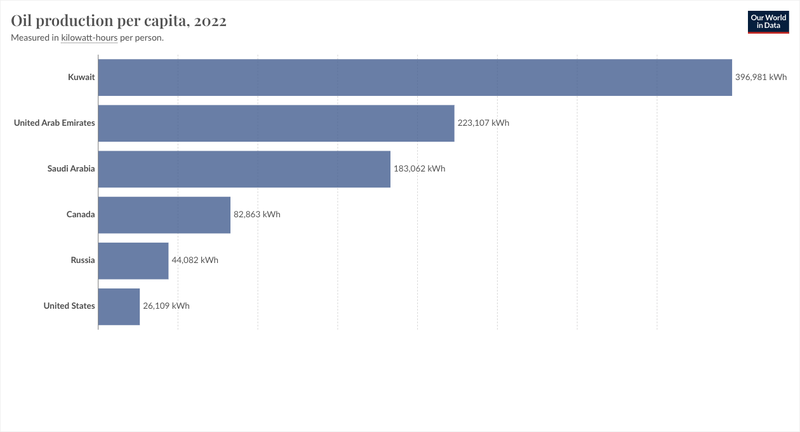 Oil production per capita, 2022
Measured in kilowatt-hours per person.
Our World
in Data
Kuwait 396,981 kWh
United Arab Emirates 223,107 kWh
Saudi Arabia 183,062 kWh
Canada 82,863 kWh
Russia 44,082 kWh
United States 26,109 kWh